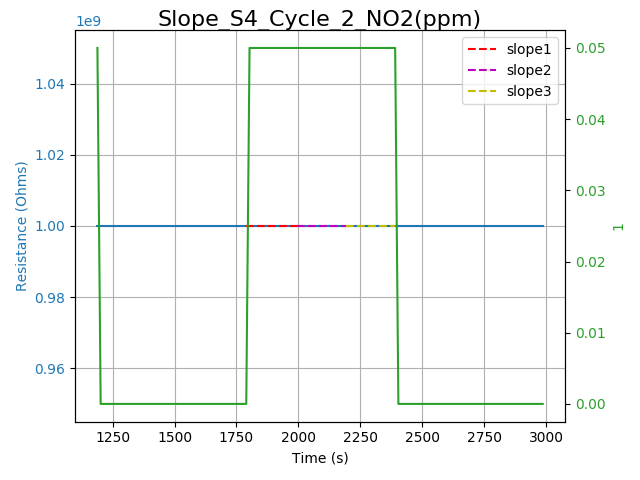 Slope_S4_Cycle_2_NO2(ppm)
1e9
slope1
slope2
slope3
1.04
1.02
1.00
0.98
0.96
Resistance (Ohms)
0.05
0.04
0.03
0.02
0.01
0.00
1
1250 1500 1750 2000 2250 2500 2750 3000
Time (s)